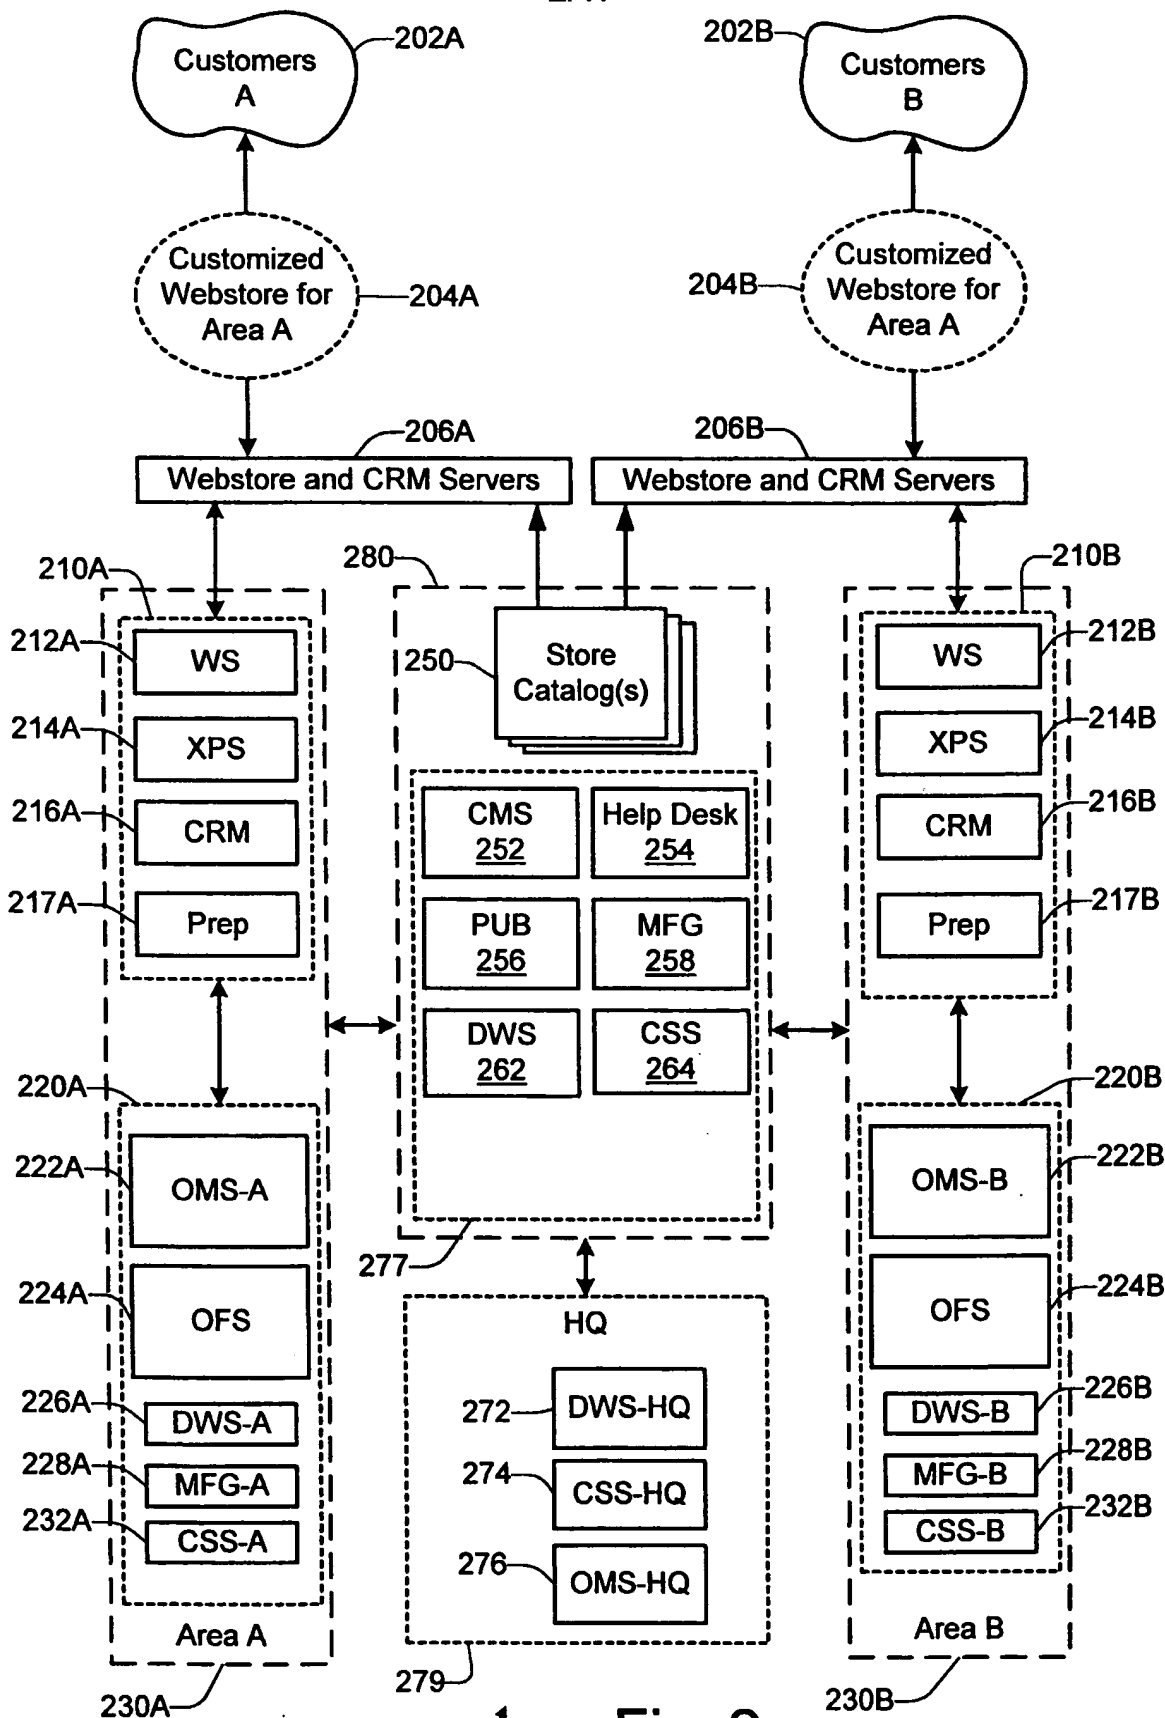 Customers
A
202A
202B
Customers
B
Customized
Webstore for
Area A
204A
204B
Customized
Webstore for
Area A
206A
206B
Webstore and CRM Servers
Webstore and CRM Servers
210A
280
210B
212A
WS
250
Store
Catalog(s)
WS
212B
214A
XPS
XPS
214B
216A
CRM
CMS
252
Help Desk
254
CRM
216B
217A
Prep
PUB
256
MFG
258
Prep
217B
DWS
262
CSS
264
220A
220B
222A
OMS-A
OMS-B
222B
277
224A
OFS
HQ
OFS
224B
226A
DWS-A
272
DWS-HQ
DWS-B
226B
228A
MFG-A
274
CSS-HQ
MFG-B
228B
232A
CSS-A
CSS-B
232B
276
OMS-HQ
Area A
Area B
230A
279
230B